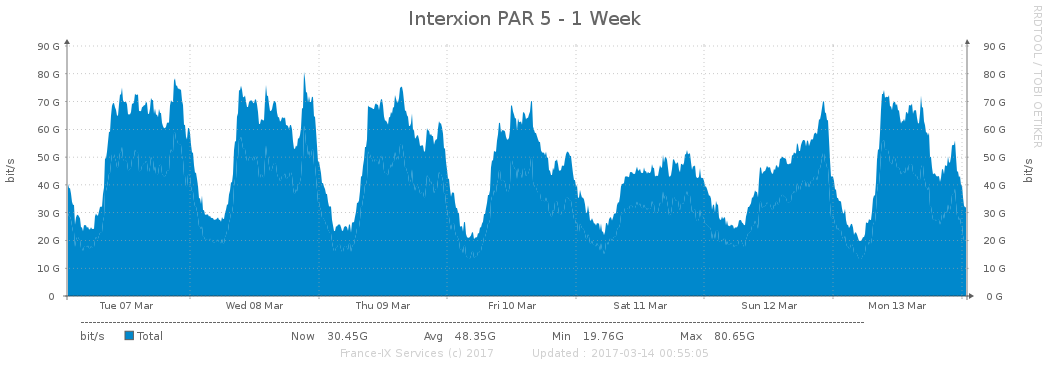 Interxion PAR 5 - 1 Week
RRDTOOL / TOBI OETIKER
bit/s
bit/s
90 G 90 G
80 G 80 G
70 G 70 G
60 G 60 G
50 G 50 G
40 G 40 G
30 G 30 G
20 G 20 G
10 G 10 G
0 0 G
Tue 07 Mar Wed 08 Mar Thu 09 Mar Fri 10 Mar Sat 11 Mar Sun 12 Mar Mon 13 Mar
bit/s Total Now 30.45G Avg 48.35G Min 19.76G Max 80.65G
France-IX Services (c) 2017 Updated : 2017-03-14 00:55:05